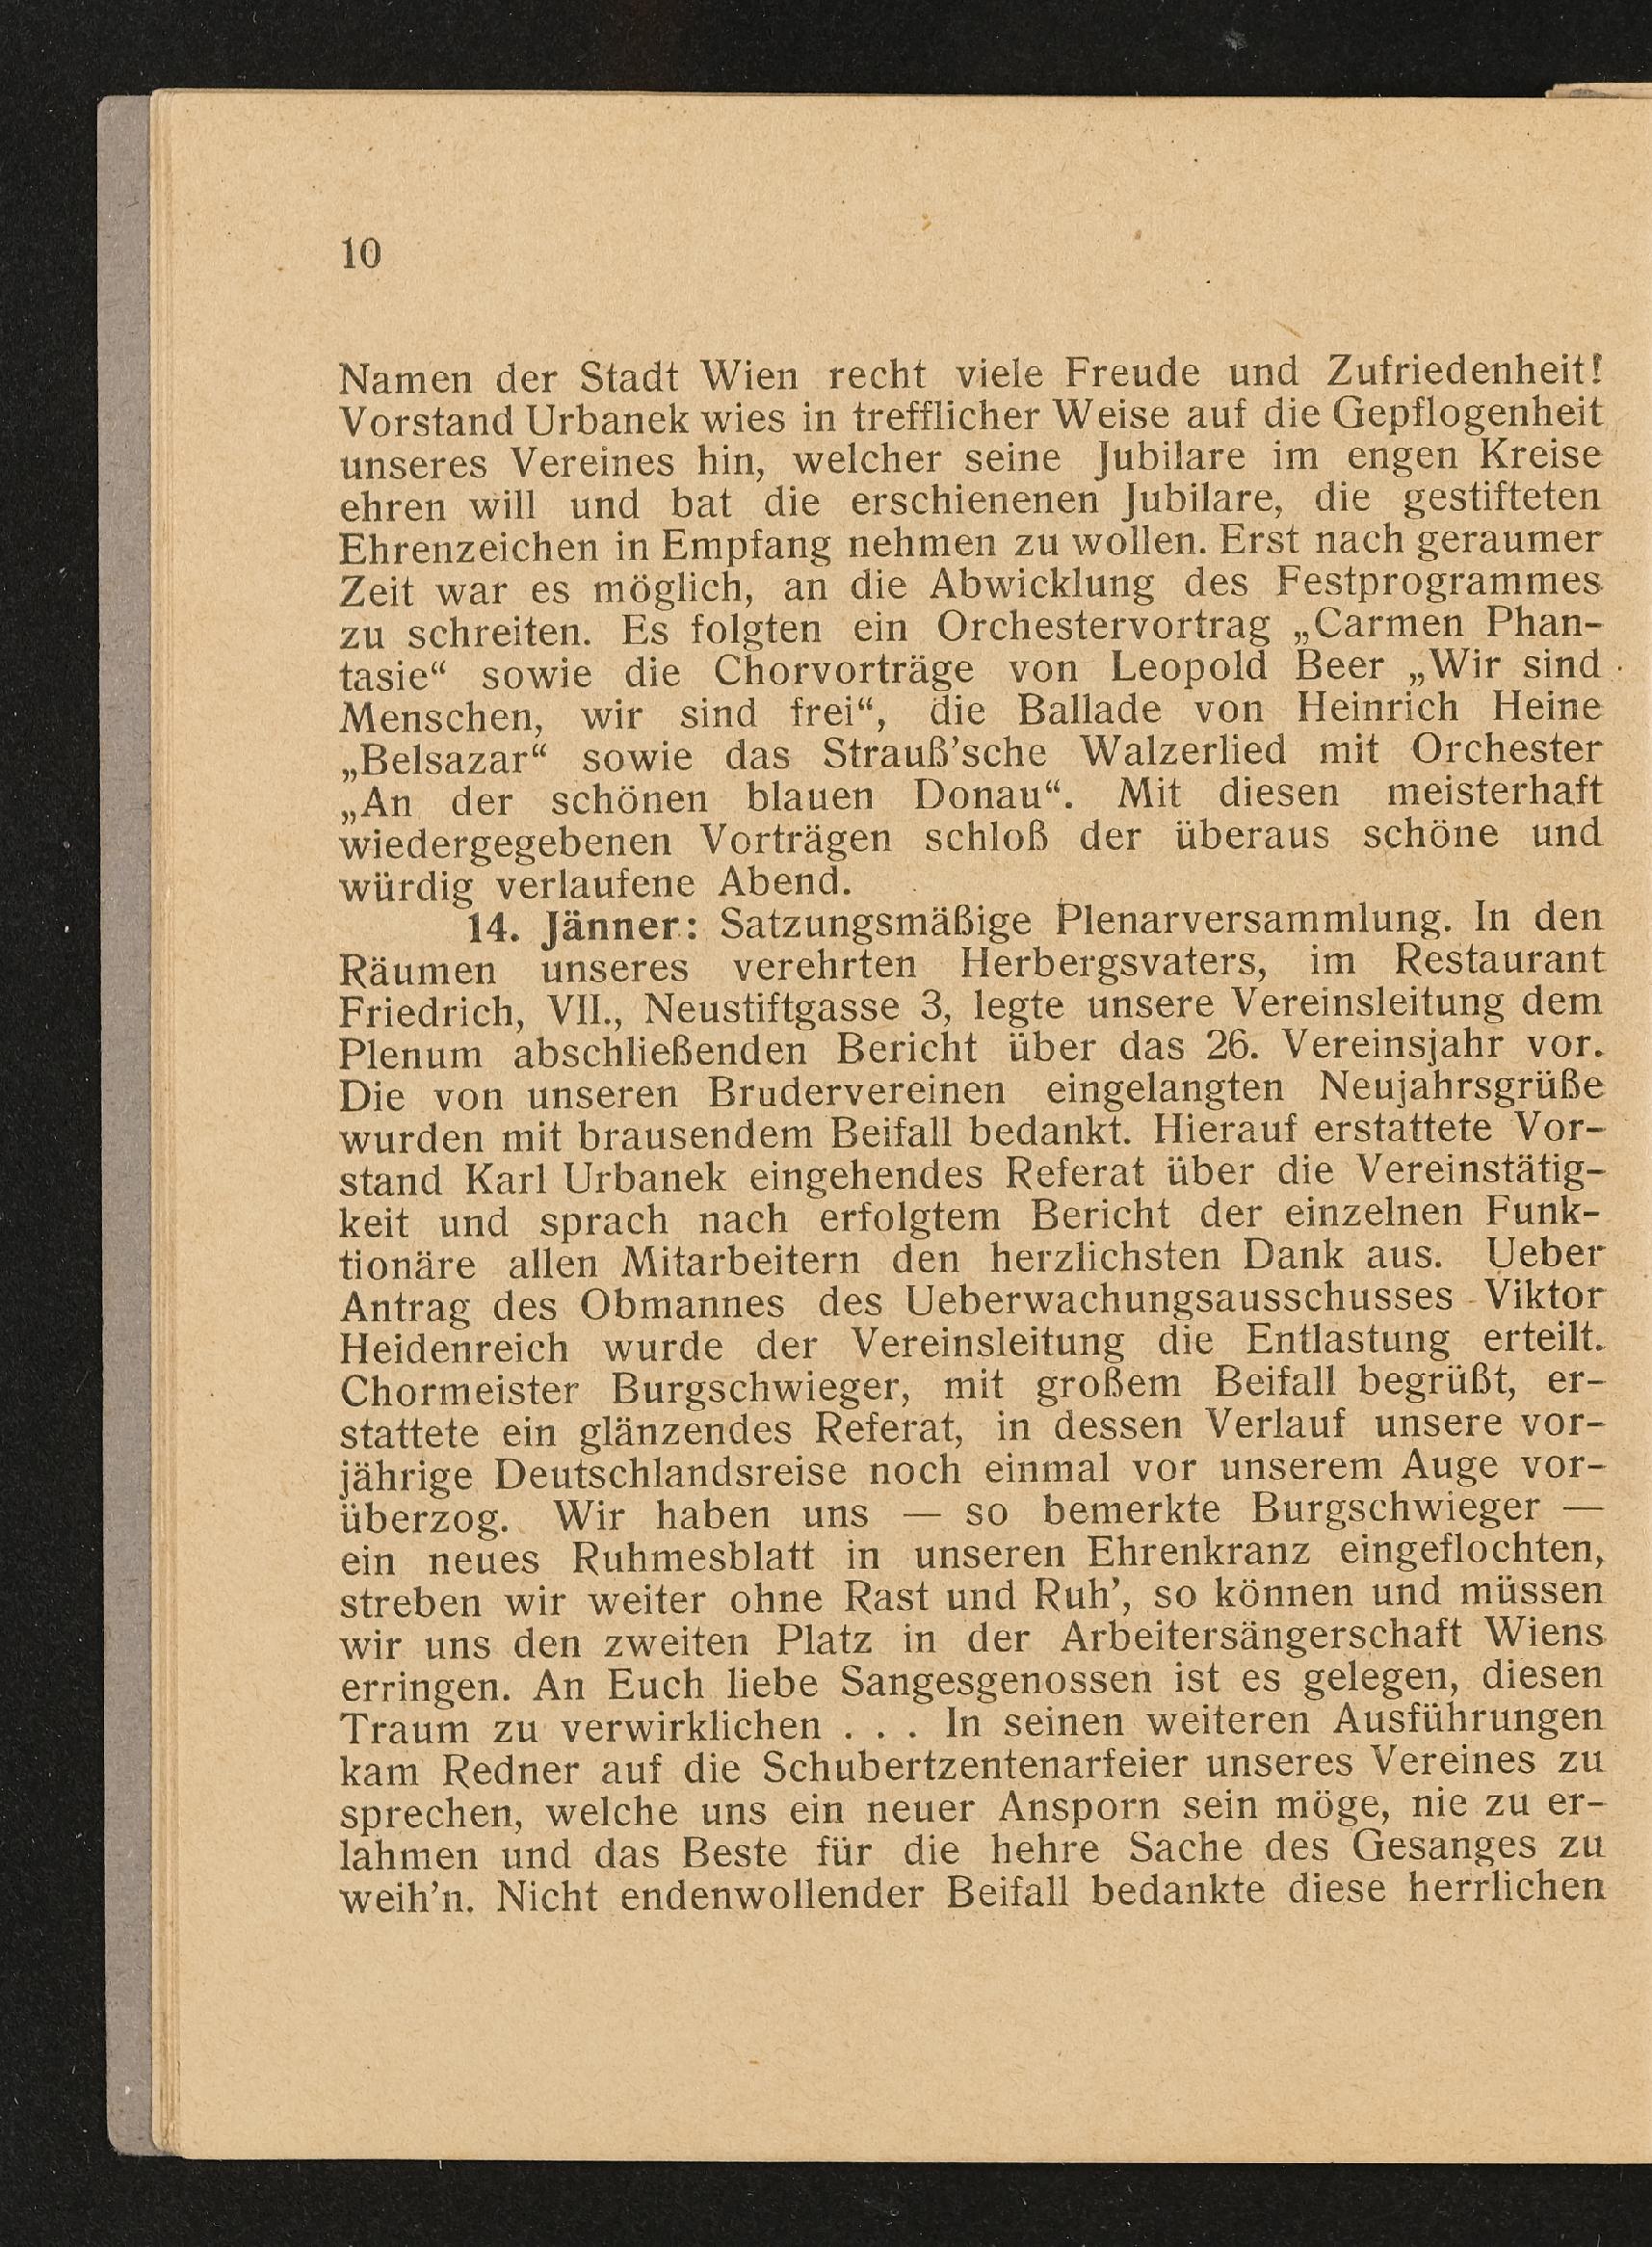 10
Namen der Stadt Wien recht viele Freude und Zufriedenheit!
Vorstand Urbanek wies in trefflicher Weise auf die Gepflogenheit
unseres Vereines hin, welcher seine Jubilare im engen Kreise
ehren will und bat die erschienenen Jubilare, die gestifteten
Ehrenzeichen in Empfang nehmen zu wollen. Erst nach geraumer
Zeit war es möglich, an die Abwicklung des Festprogrammes
zu schreiten. Es folgten ein Orchestervortrag „Carmen Phan-
tasie“ sowie die Chorvorträge von Leopold Beer „Wir sind
Menschen, wir sind frei“, die Ballade von Heinrich Heine
„Belsazar“ sowie das Strauß’sche Walzerlied mit Orchester
„An der schönen blauen Donau“. Mit diesen meisterhaft
wiedergegebenen Vorträgen schloß der überaus schöne und
würdig verlaufene Abend.
14. Jänner: Satzungsmäßige Plenarversammlung. In den
Räumen unseres verehrten Herbergsvaters, im Restaurant
Friedrich, VII., Neustiftgasse 3, legte unsere Vereinsleitung dem
Plenum abschließenden Bericht über das 26. Vereinsjahr vor.
Die von unseren Brudervereinen eingelangten Neujahrsgrüße
wurden mit brausendem Beifall bedankt. Hierauf erstattete Vor-
stand Karl Urbanek eingehendes Referat über die Vereinstätig-
keit und sprach nach erfolgtem Bericht der einzelnen Funk-
tionäre allen Mitarbeitern den herzlichsten Dank aus. Ueber
Antrag des Obmannes des Ueberwachungsausschusses Viktor
Heidenreich wurde der Vereinsleitung die Entlastung erteilt.
Chormeister Burgschwieger, mit großem Beifall begrüßt, er-
stattete ein glänzendes Referat, in dessen Verlauf unsere vor-
jährige Deutschlandsreise noch einmal vor unserem Auge vor-
überzog. Wir haben uns — so bemerkte Burgschwieger —
ein neues Ruhmesblatt in unseren Ehrenkranz eingeflochten,
streben wir weiter ohne Rast und Ruh’, so können und müssen
wir uns den zweiten Platz in der Arbeitersängerschaft Wiens
erringen. An Euch liebe Sangesgenossen ist es gelegen, diesen
Traum zu verwirklichen . . . In seinen weiteren Ausführungen
kam Redner auf die Schubertzentenarfeier unseres Vereines zu
sprechen, welche uns ein neuer Ansporn sein möge, nie zu er-
lahmen und das Beste für die hehre Sache des Gesanges zu
weih’n. Nicht endenwollender Beifall bedankte diese herrlichen